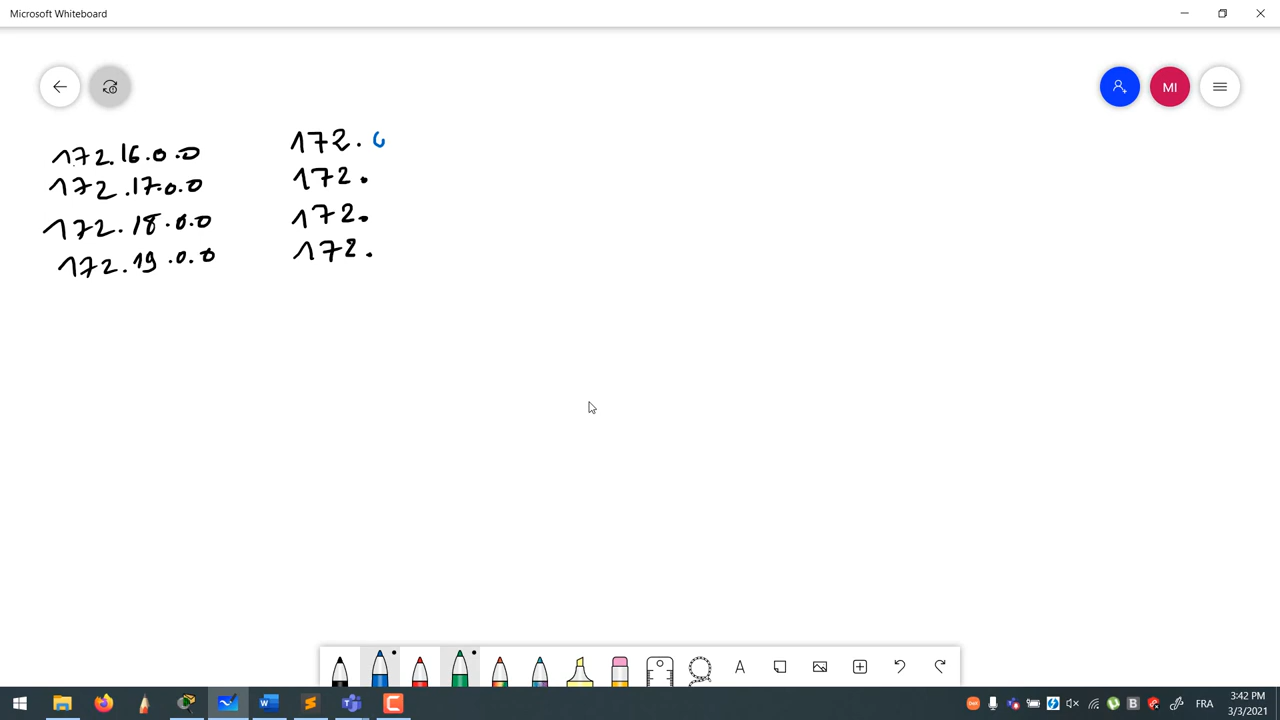 Microsoft Whiteboard
MI
172.16.0.0
172.17.0.0
172.18.0.0
172.19.0.0
172. 0
172.
172.
172.
A
FRA
3:42 PM
3/3/2021